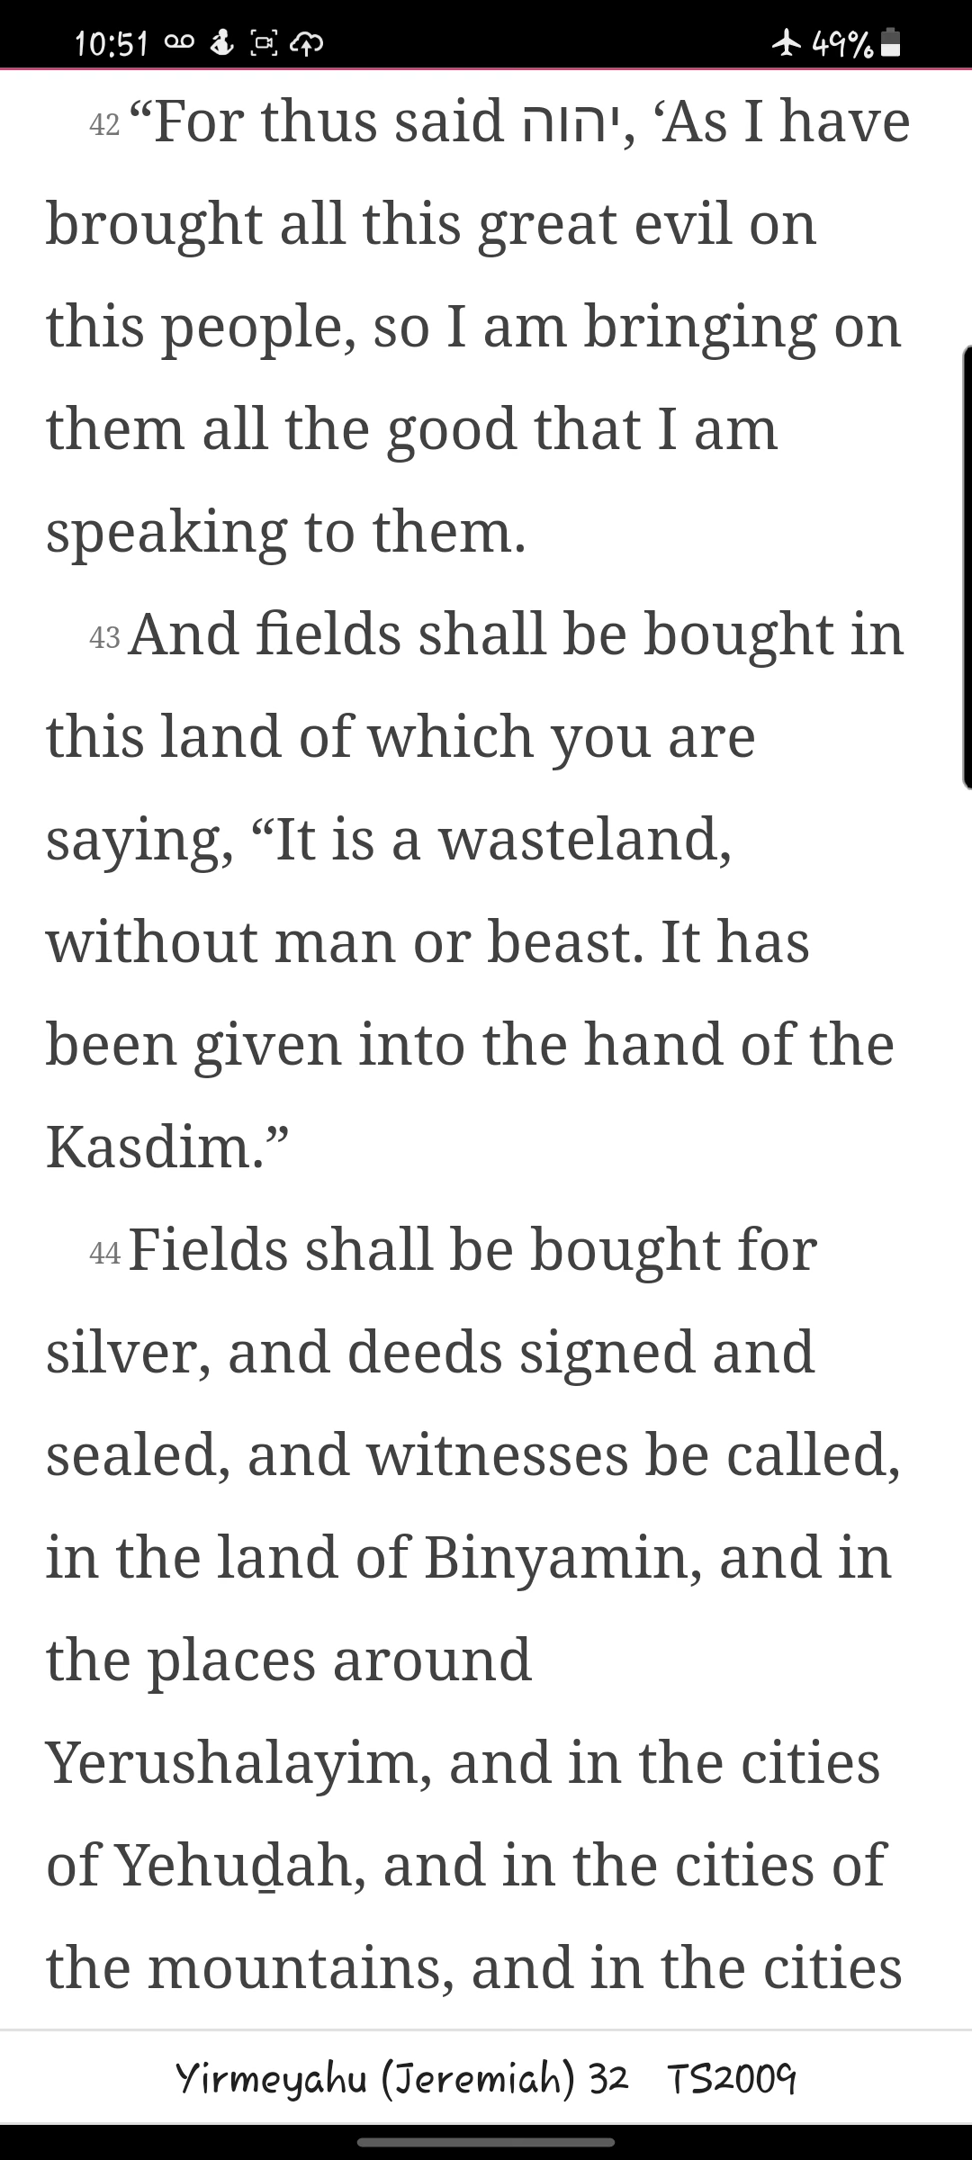 10:51 49%
42 “For thus said יהוה, ‘As I have
brought all this great evil on
this people, so I am bringing on
them all the good that I am
speaking to them.
43 And fields shall be bought in
this land of which you are
saying, “It is a wasteland,
without man or beast. It has
been given into the hand of the
Kasdim.”
44 Fields shall be bought for
silver, and deeds signed and
sealed, and witnesses be called,
in the land of Binyamin, and in
the places around
Yerushalayim, and in the cities
of Yehuḏah, and in the cities of
the mountains, and in the cities
Yirmeyahu (Jeremiah) 32 TS2009